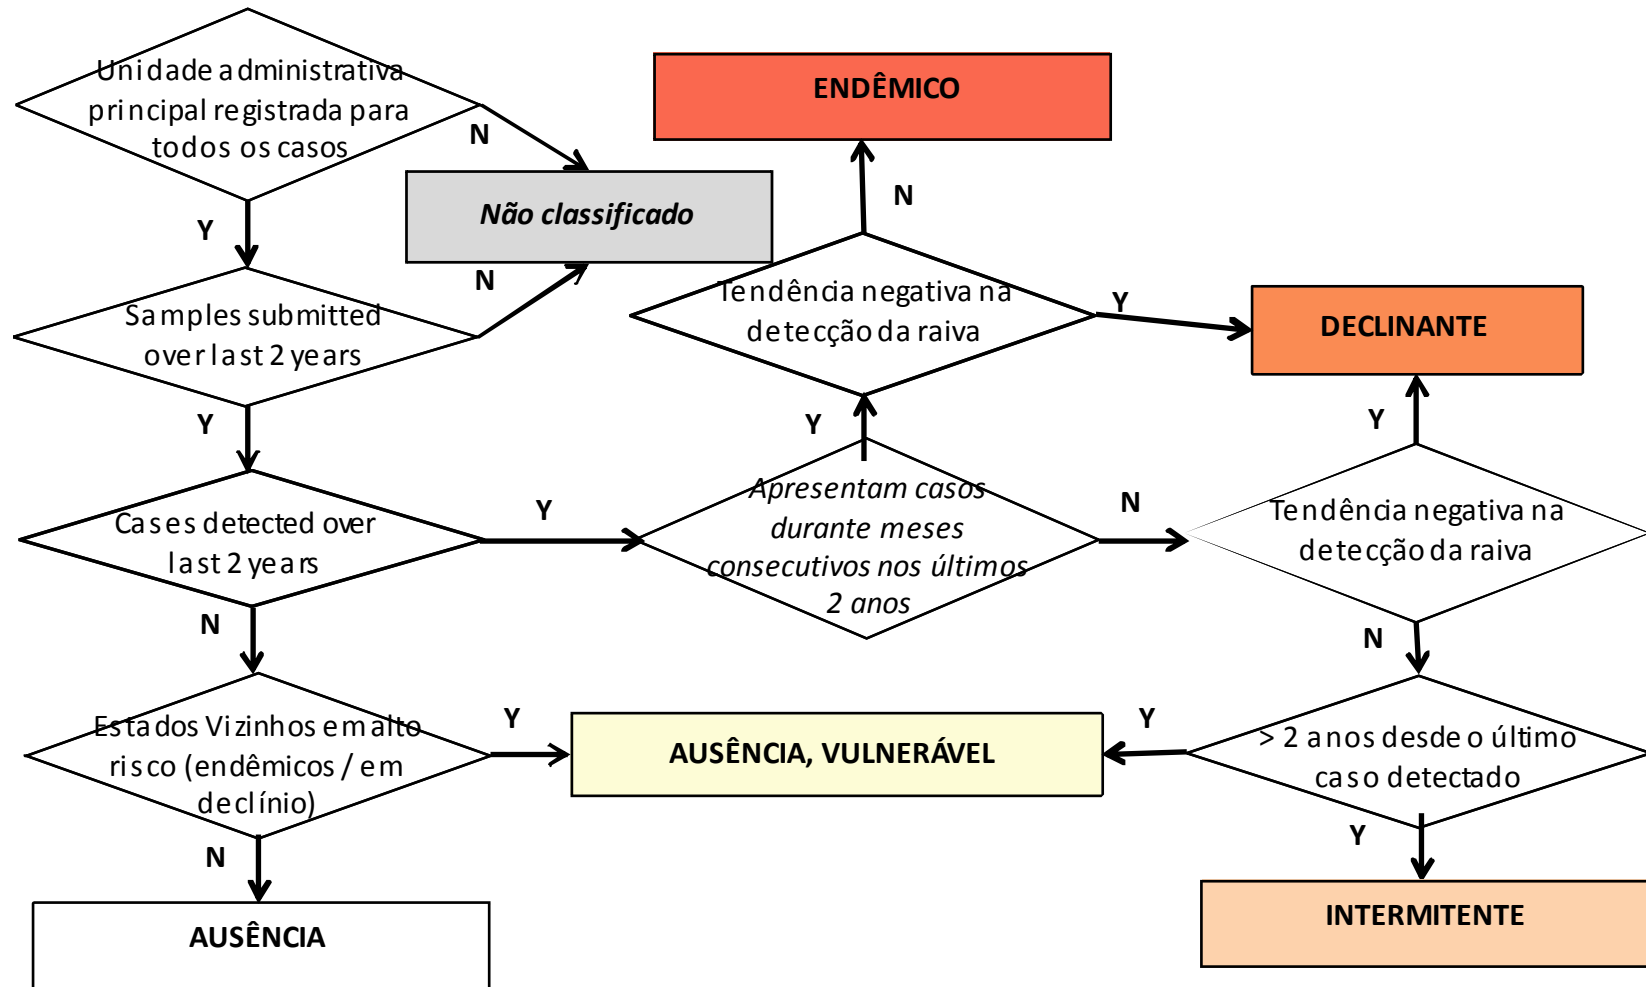 Unidade administrativa
principal registrada para
todos os casos
N
Y
Não classificado
N
Samples submitted
over last 2 years
Y
Cases detected over
last 2 years
Y
N
Estados Vizinhos em alto
risco (endêmicos / em
declínio)
Y
N
AUSÊNCIA
ENDÊMICO
N
Tendência negativa na
detecção da raiva
Y
DECLINANTE
Y
Apresentam casos
durante meses
consecutivos nos últimos
2 anos
N
Y
Tendência negativa na
detecção da raiva
N
AUSÊNCIA, VULNERÁVEL
Y
> 2 anos desde o último
caso detectado
Y
INTERMITENTE